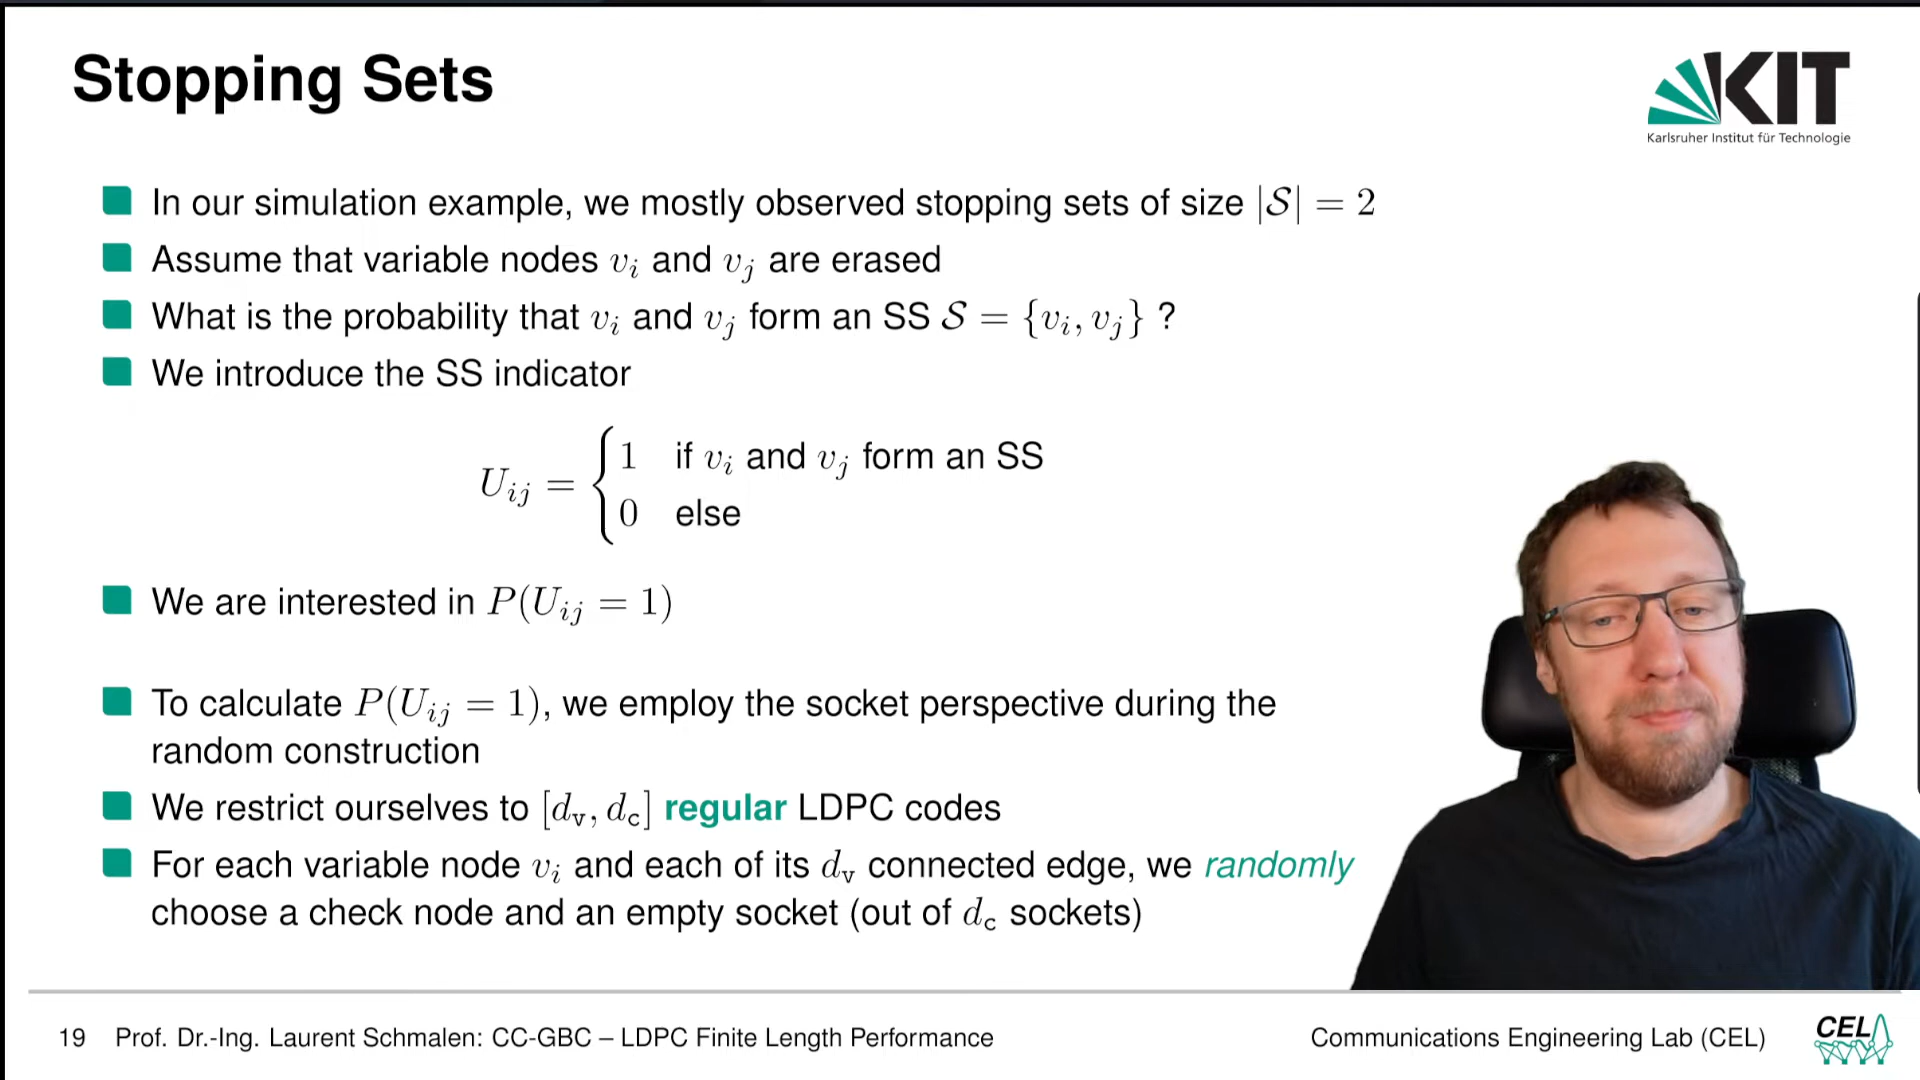 Stopping Sets
KIT
Karlsruher Institut für Technologie
In our simulation example, we mostly observed stopping sets of size |𝒮| = 2
Assume that variable nodes vᵢ and vⱼ are erased
What is the probability that vᵢ and vⱼ form an SS 𝒮 = {vᵢ, vⱼ} ?
We introduce the SS indicator
Uᵢⱼ = { 1 if vᵢ and vⱼ form an SS
0 else
We are interested in P(Uᵢⱼ = 1)
To calculate P(Uᵢⱼ = 1), we employ the socket perspective during the
random construction
We restrict ourselves to [d_v, d_c] regular LDPC codes
For each variable node vᵢ and each of its d_v connected edge, we randomly
choose a check node and an empty socket (out of d_c sockets)
19 Prof. Dr.-Ing. Laurent Schmalen: CC-GBC – LDPC Finite Length Performance
Communications Engineering Lab (CEL)
CEL